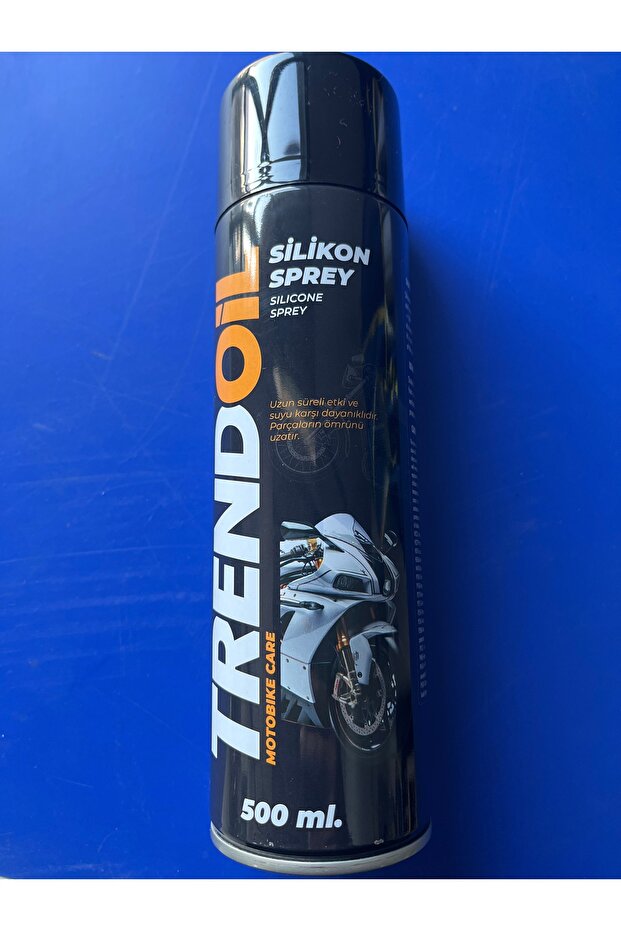 TRENDOIL
MOTOBIKE CARE
SİLİKON
SPREY
SILICONE
SPREY
Uzun süreli etki ve
suyu karşı dayanıklıdır.
Parçaların ömrünü
uzatır.
500 ml.